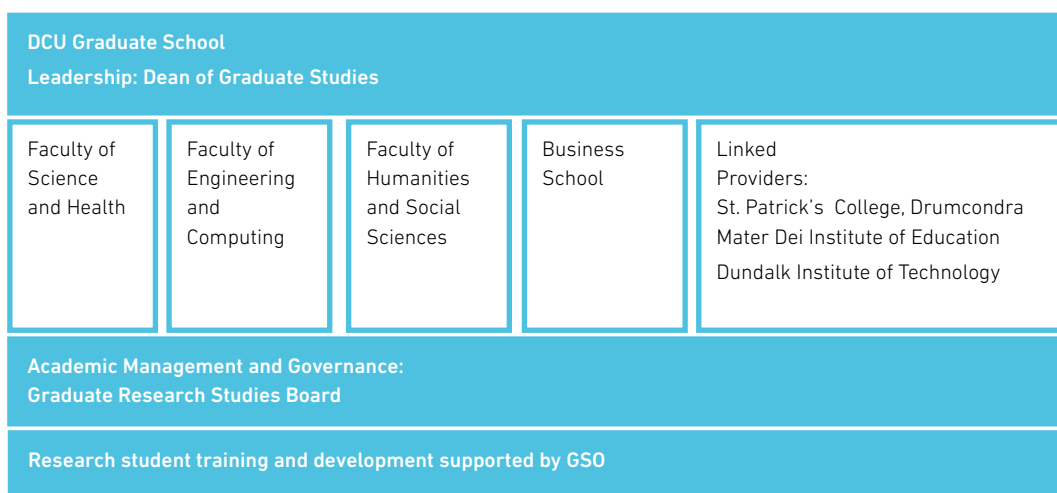 DCU Graduate School
Leadership: Dean of Graduate Studies
Faculty of
Science
and Health
Faculty of
Engineering
and
Computing
Faculty of
Humanities
and Social
Sciences
Business
School
Linked
Providers:
St. Patrick’s College, Drumcondra
Mater Dei Institute of Education
Dundalk Institute of Technology
Academic Management and Governance:
Graduate Research Studies Board
Research student training and development supported by GSO